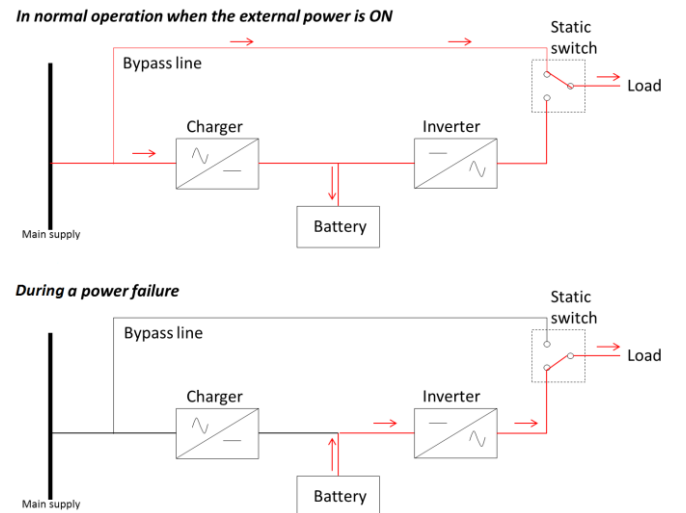 In normal operation when the external power is ON
Static
switch
Bypass line
Load
Charger
Inverter
Battery
Main supply
During a power failure
Static
switch
Bypass line
Load
Charger
Inverter
Battery
Main supply